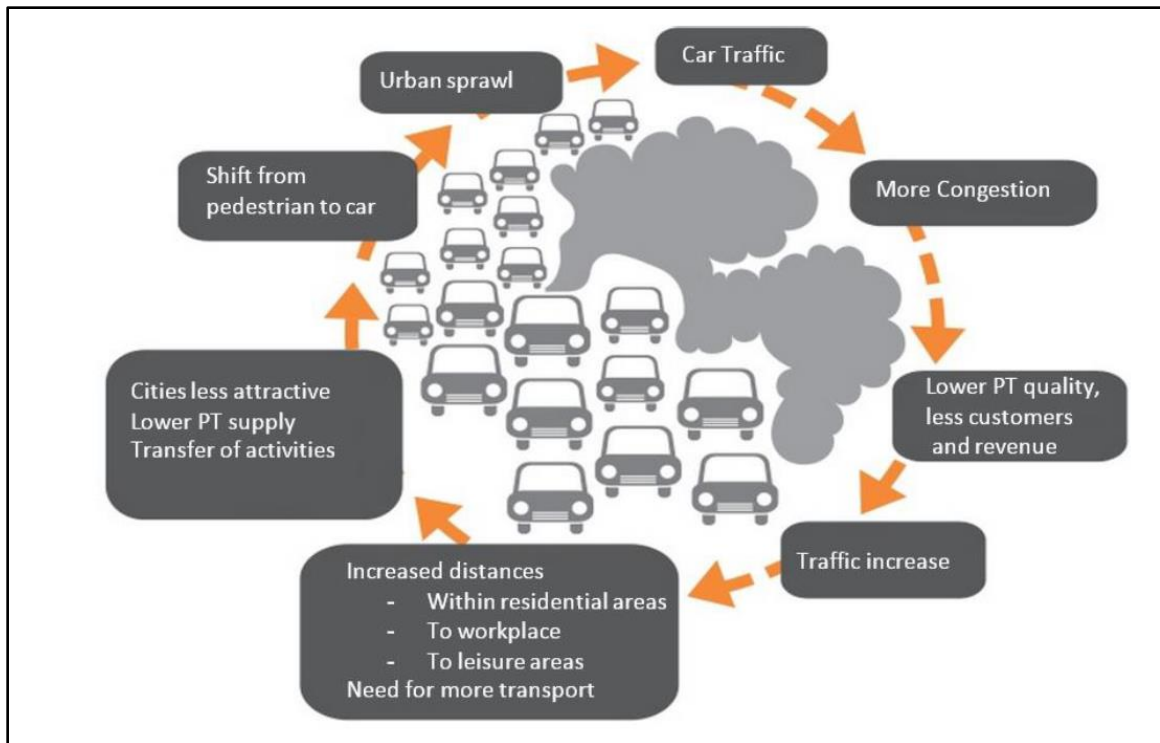 Car Traffic
Urban sprawl
Shift from
pedestrian to car
More Congestion
Cities less attractive
Lower PT supply
Transfer of activities
Lower PT quality,
less customers
and revenue
Traffic increase
Increased distances
- Within residential areas
- To workplace
- To leisure areas
Need for more transport